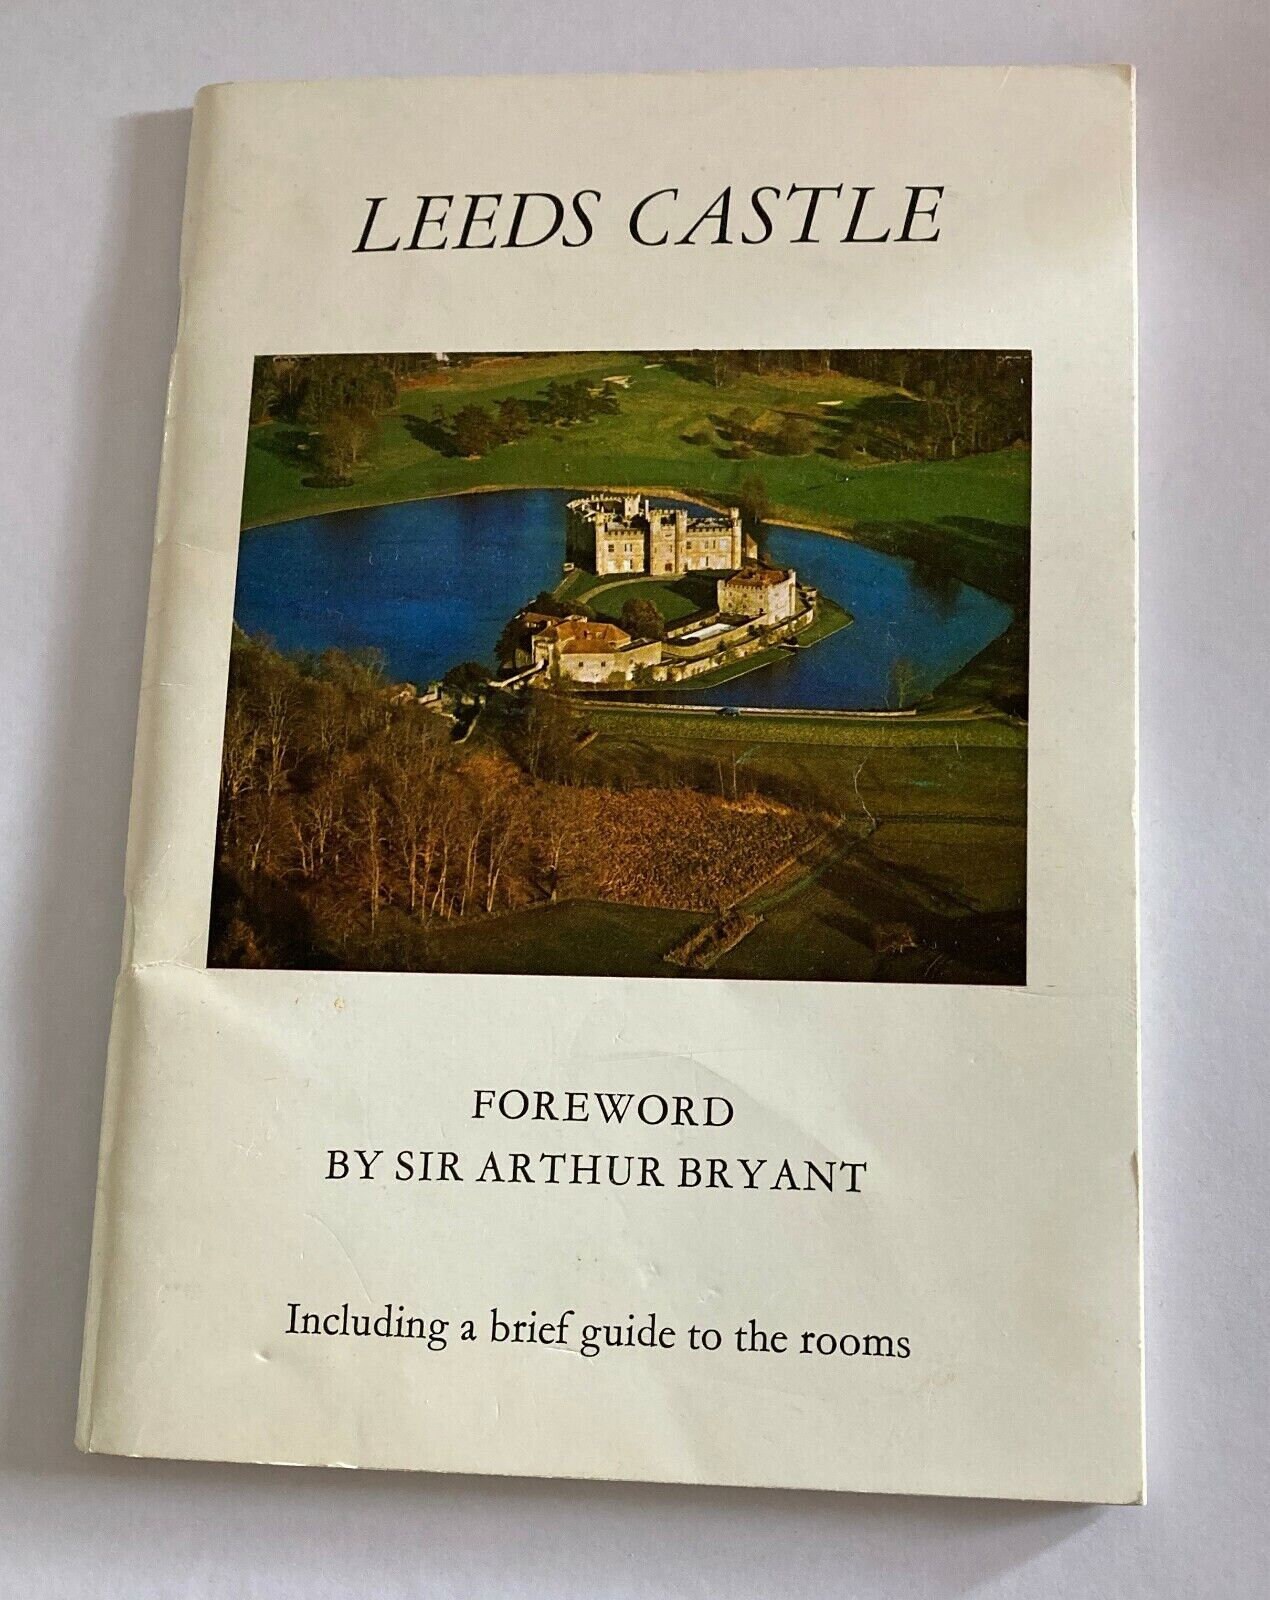 LEEDS CASTLE
FOREWORD
BY SIR ARTHUR BRYANT
Including a brief guide to the rooms